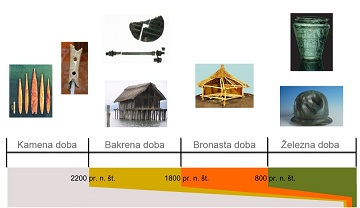 Kamena doba Bakrena doba Bronasta doba Železna doba
2200 pr. n. št. 1800 pr. n. št. 800 pr. n. št.